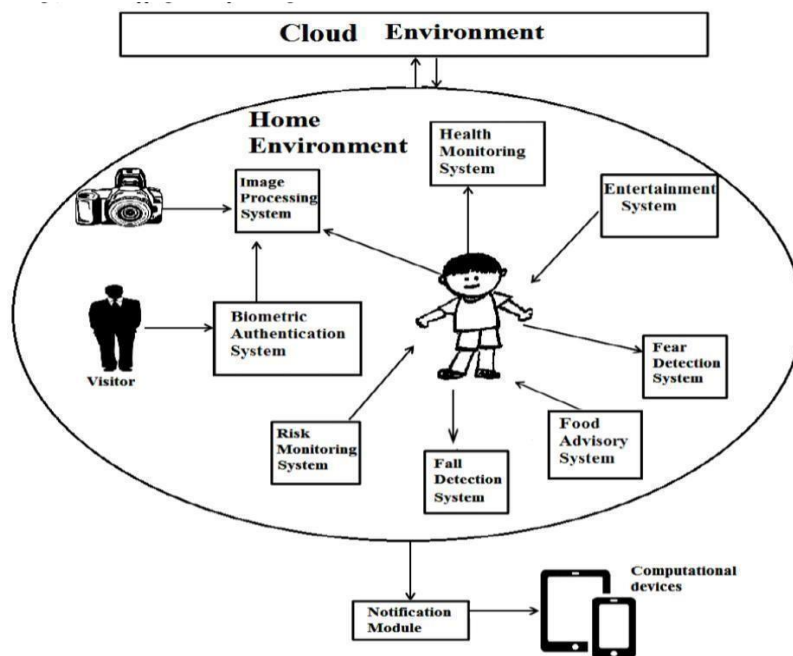 Cloud Environment
Home
Environment
Health
Monitoring
System
Image
Processing
System
Entertainment
System
Biometric
Authentication
System
Visitor
Fear
Detection
System
Risk
Monitoring
System
Food
Advisory
System
Fall
Detection
System
Computational
devices
Notification
Module